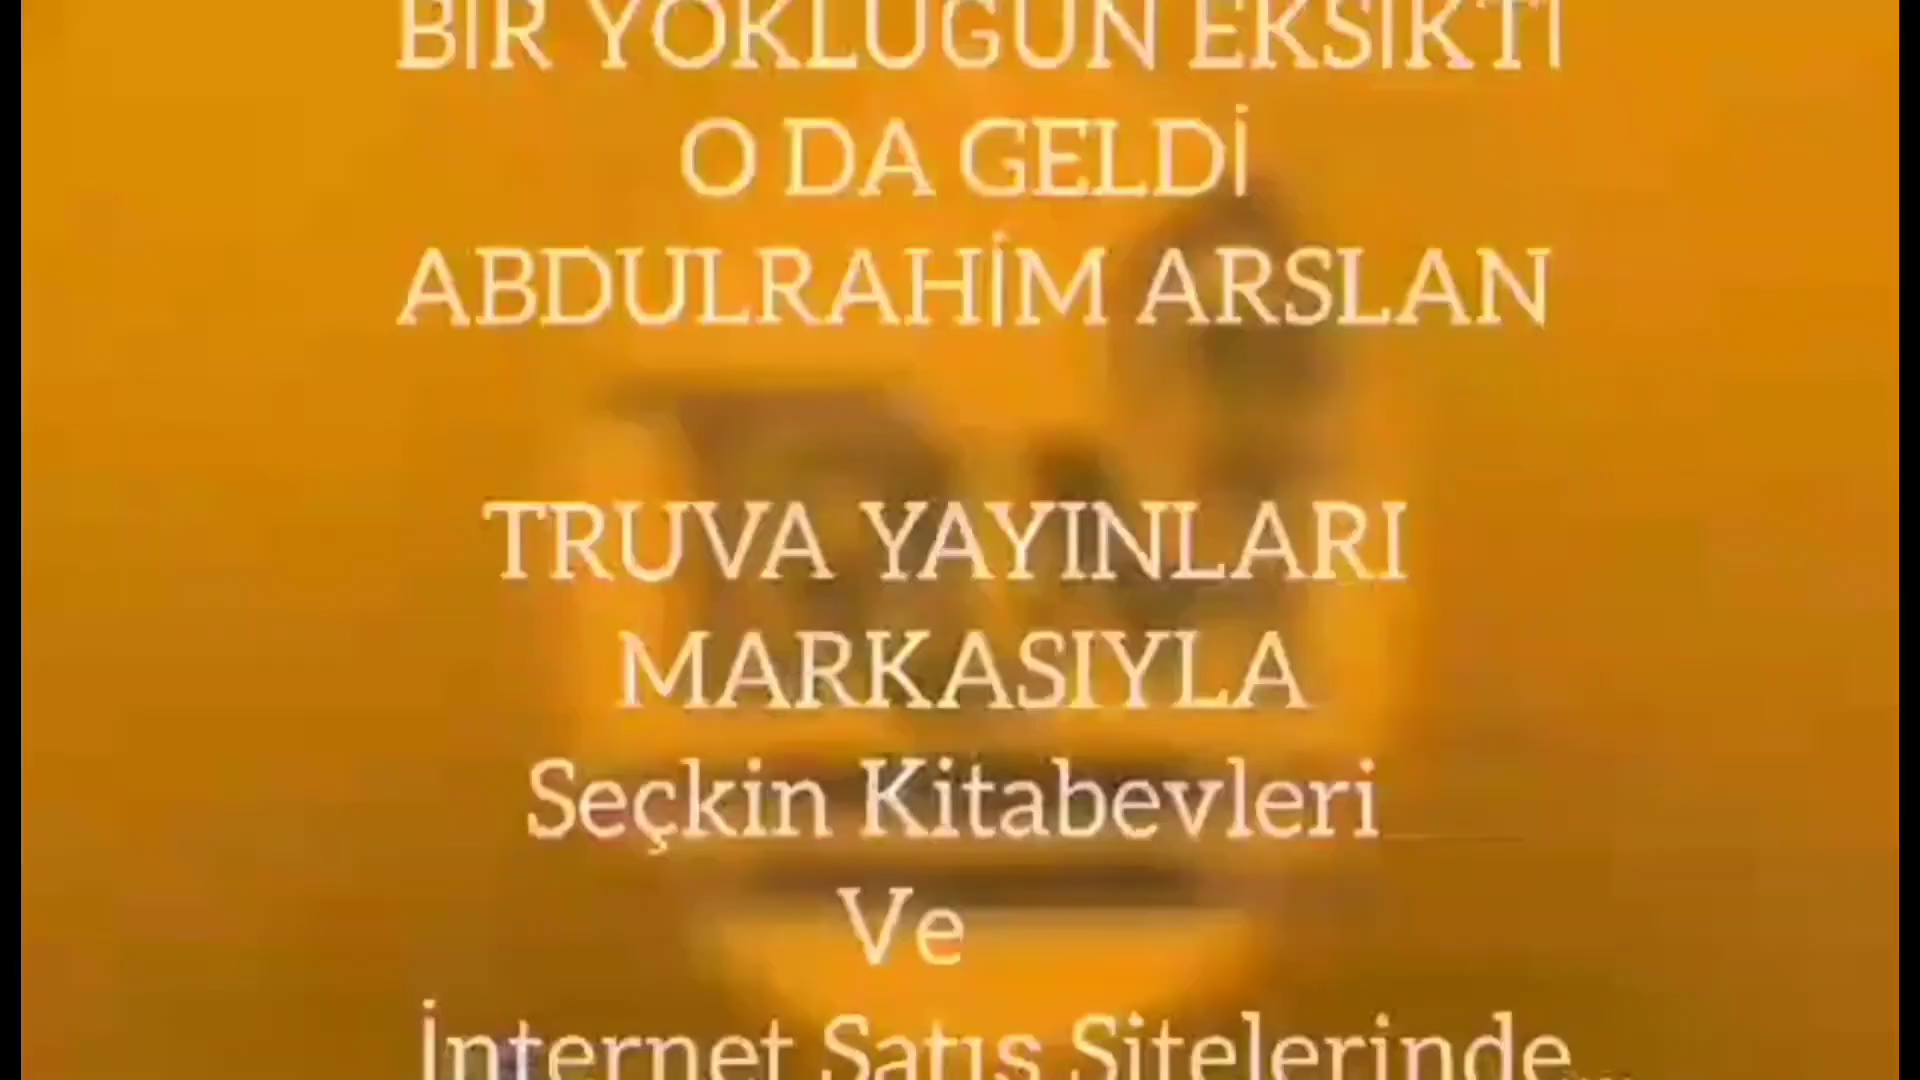 BİR YOKLUĞUN EKSİKTİ
O DA GELDİ
ABDULRAHİM ARSLAN
TRUVA YAYINLARI
MARKASIYLA
Seçkin Kitabevleri
Ve
İnternet Satış Sitelerinde